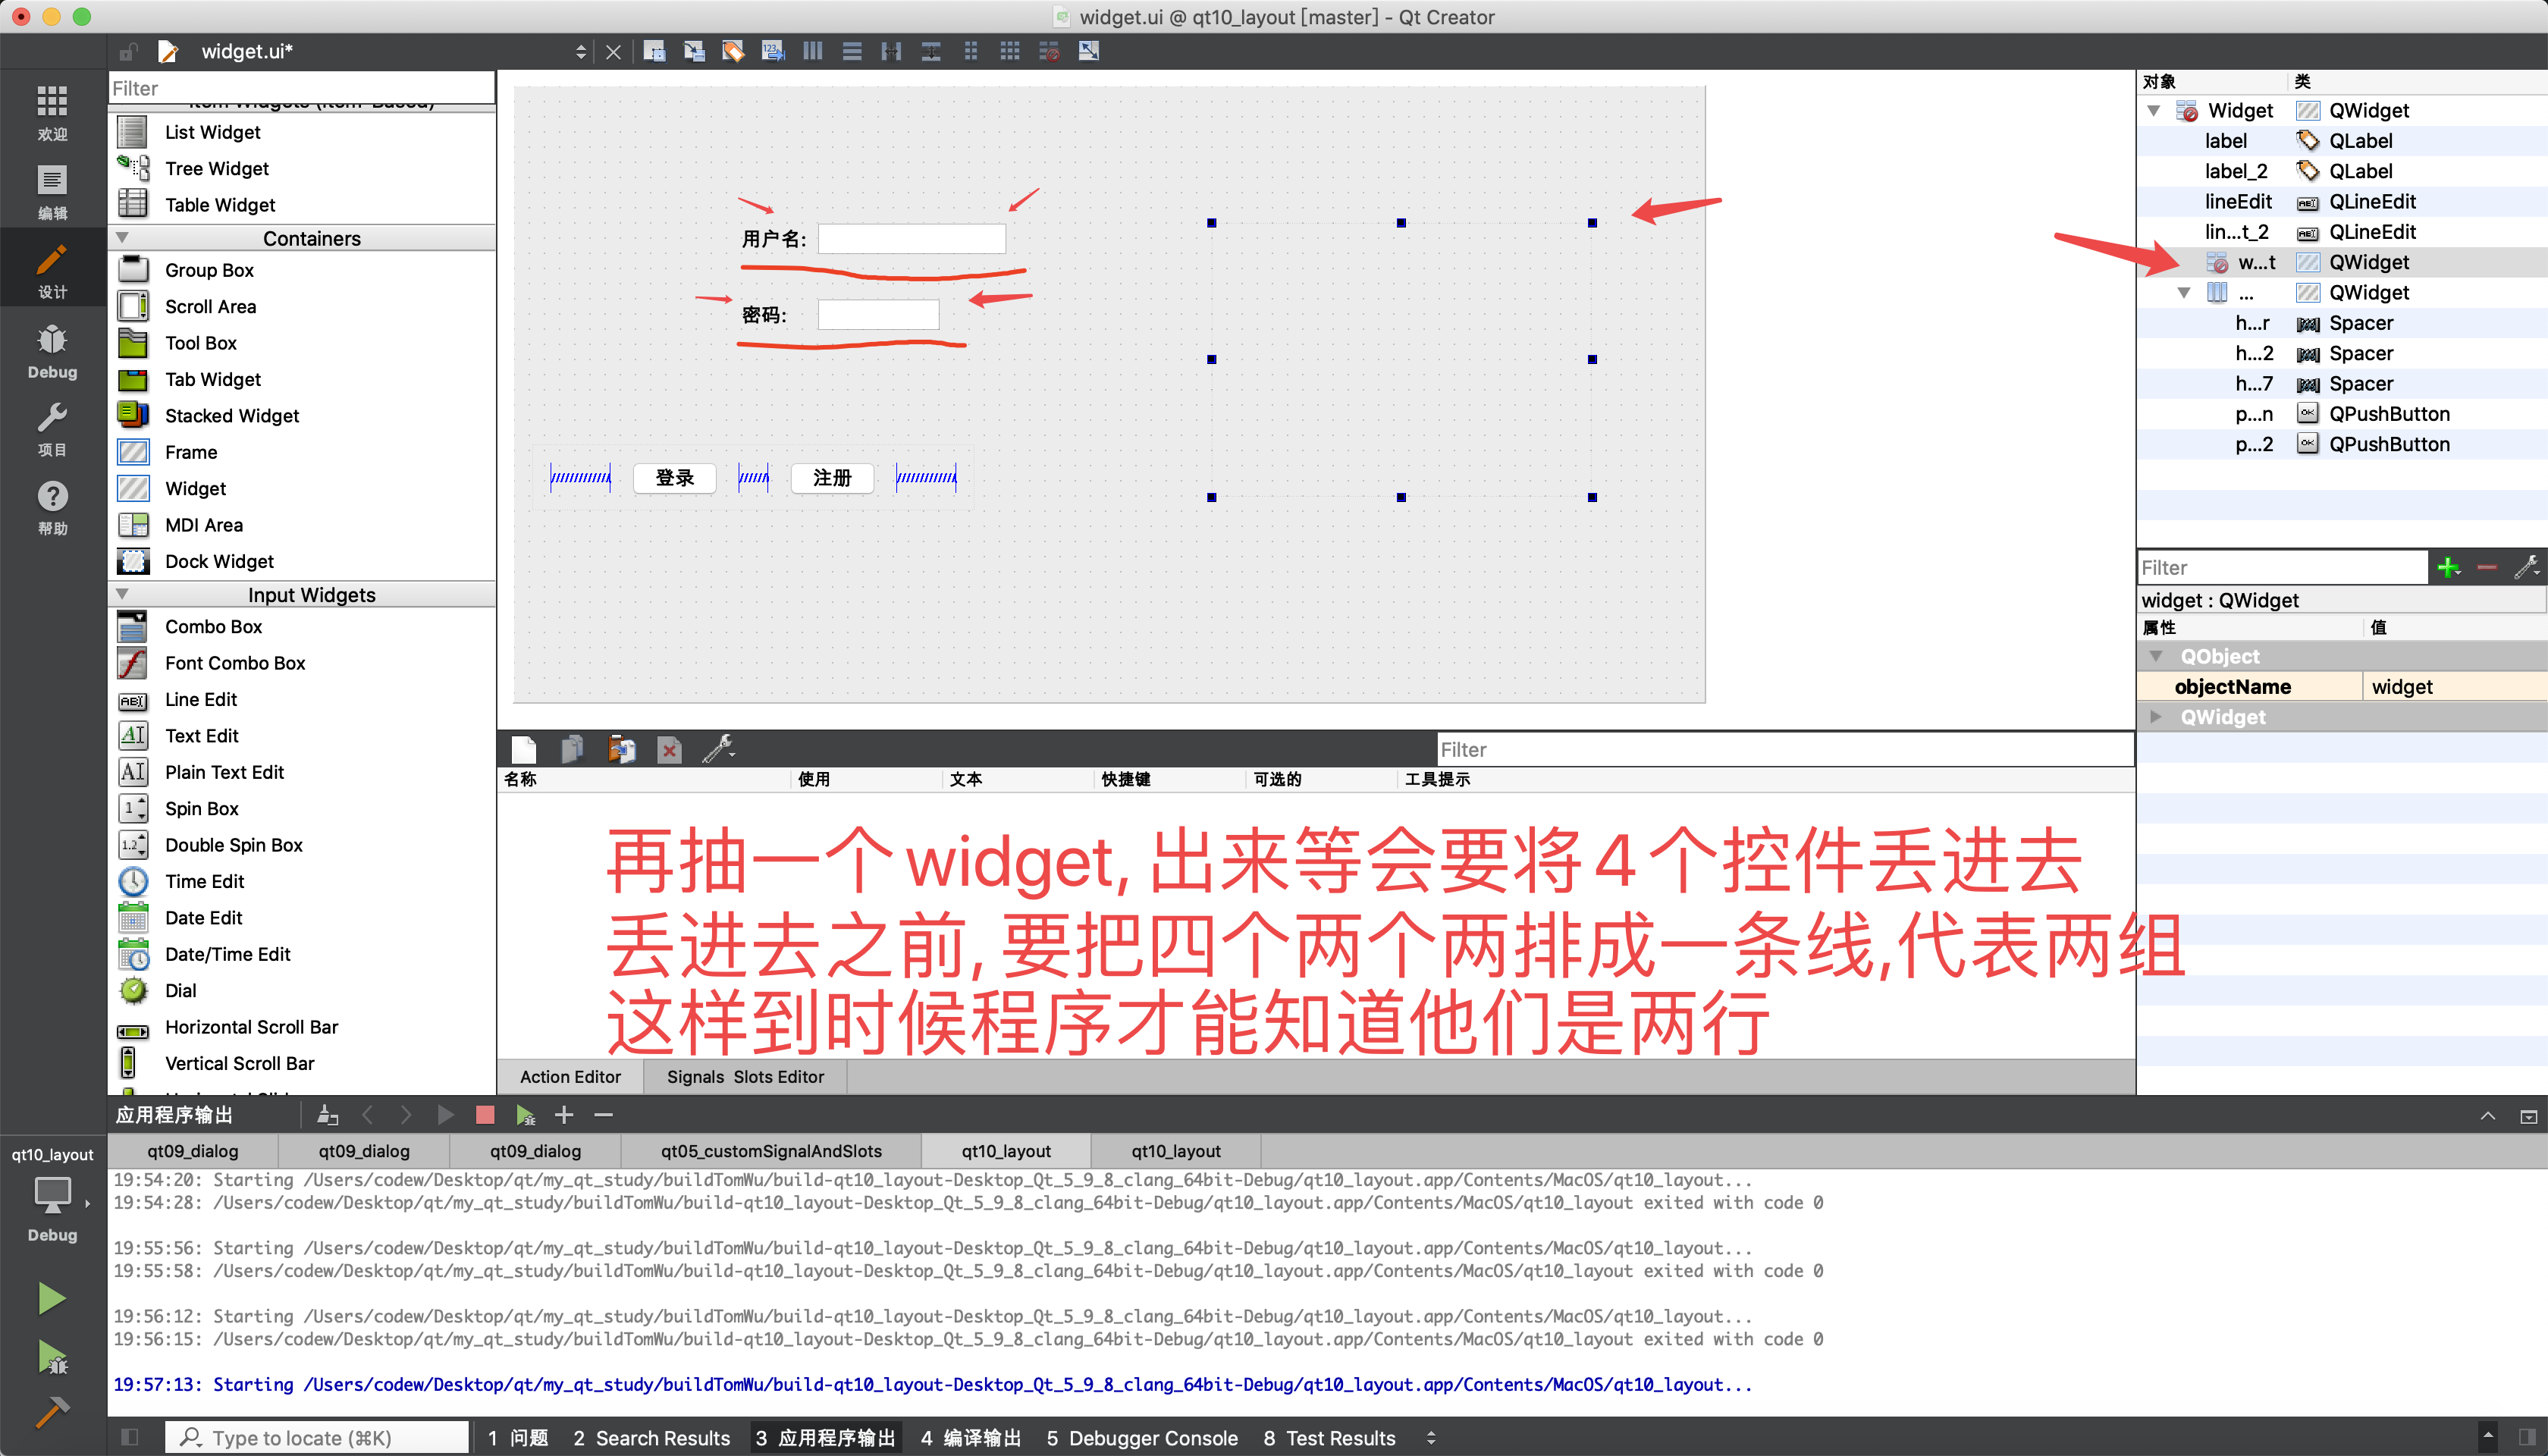 widget.ui @ qt10_layout [master] - Qt Creator
widget.ui*
欢迎
编辑
设计
Debug
项目
帮助
qt10_layout
Debug
Filter
List Widget
Tree Widget
Table Widget
Containers
Group Box
Scroll Area
Tool Box
Tab Widget
Stacked Widget
Frame
Widget
MDI Area
Dock Widget
Input Widgets
Combo Box
Font Combo Box
Line Edit
Text Edit
Plain Text Edit
Spin Box
Double Spin Box
Time Edit
Date Edit
Date/Time Edit
Dial
Horizontal Scroll Bar
Vertical Scroll Bar
用户名:
密码:
登录
注册
对象 类
Widget QWidget
label QLabel
label_2 QLabel
lineEdit QLineEdit
lin...t_2 QLineEdit
w...t QWidget
... QWidget
h...r Spacer
h...2 Spacer
h...7 Spacer
p...n QPushButton
p...2 QPushButton
Filter
widget : QWidget
属性 值
QObject
objectName widget
QWidget
Filter
名称 使用 文本 快捷键 可选的 工具提示
再抽一个widget, 出来等会要将4个控件丢进去
丢进去之前, 要把四个两个两排成一条线,代表两组
这样到时候程序才能知道他们是两行
Action Editor Signals Slots Editor
应用程序输出
qt09_dialog qt09_dialog qt09_dialog qt05_customSignalAndSlots qt10_layout qt10_layout
19:54:20: Starting /Users/codew/Desktop/qt/my_qt_study/buildTomWu/build-qt10_layout-Desktop_Qt_5_9_8_clang_64bit-Debug/qt10_layout.app/Contents/MacOS/qt10_layout...
19:54:28: /Users/codew/Desktop/qt/my_qt_study/buildTomWu/build-qt10_layout-Desktop_Qt_5_9_8_clang_64bit-Debug/qt10_layout.app/Contents/MacOS/qt10_layout exited with code 0
19:55:56: Starting /Users/codew/Desktop/qt/my_qt_study/buildTomWu/build-qt10_layout-Desktop_Qt_5_9_8_clang_64bit-Debug/qt10_layout.app/Contents/MacOS/qt10_layout...
19:55:58: /Users/codew/Desktop/qt/my_qt_study/buildTomWu/build-qt10_layout-Desktop_Qt_5_9_8_clang_64bit-Debug/qt10_layout.app/Contents/MacOS/qt10_layout exited with code 0
19:56:12: Starting /Users/codew/Desktop/qt/my_qt_study/buildTomWu/build-qt10_layout-Desktop_Qt_5_9_8_clang_64bit-Debug/qt10_layout.app/Contents/MacOS/qt10_layout...
19:56:15: /Users/codew/Desktop/qt/my_qt_study/buildTomWu/build-qt10_layout-Desktop_Qt_5_9_8_clang_64bit-Debug/qt10_layout.app/Contents/MacOS/qt10_layout exited with code 0
19:57:13: Starting /Users/codew/Desktop/qt/my_qt_study/buildTomWu/build-qt10_layout-Desktop_Qt_5_9_8_clang_64bit-Debug/qt10_layout.app/Contents/MacOS/qt10_layout...
Type to locate (⌘K) 1 问题 2 Search Results 3 应用程序输出 4 编译输出 5 Debugger Console 8 Test Results